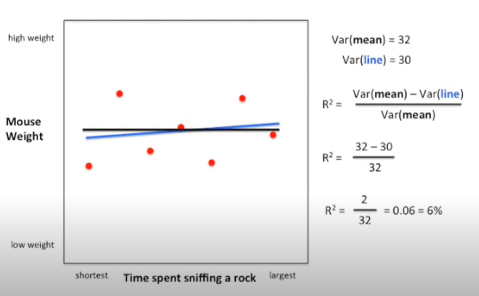 high weight
Mouse
Weight
low weight
shortest
Time spent sniffing a rock
largest
Var(mean) = 32
Var(line) = 30
R² = Var(mean) – Var(line)
Var(mean)
R² = 32 – 30
32
R² = 2
32
= 0.06 = 6%